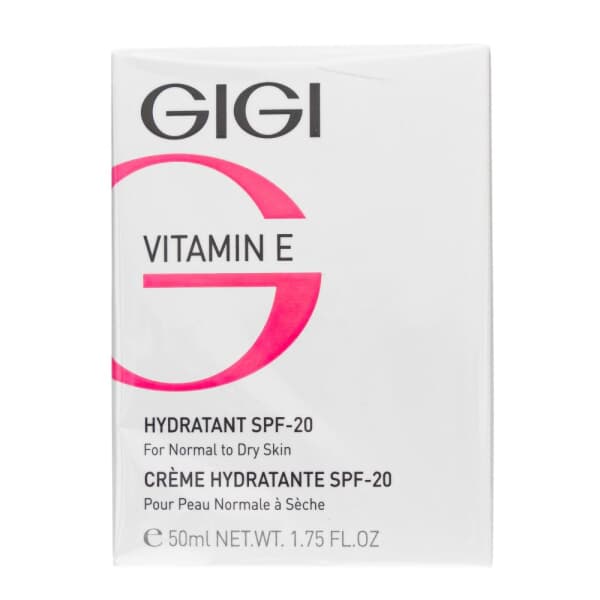 GIGI
VITAMIN E
HYDRATANT SPF-20
For Normal to Dry Skin
CRÈME HYDRATANTE SPF-20
Pour Peau Normale à Sèche
℮ 50ml NET.WT. 1.75 FL.OZ